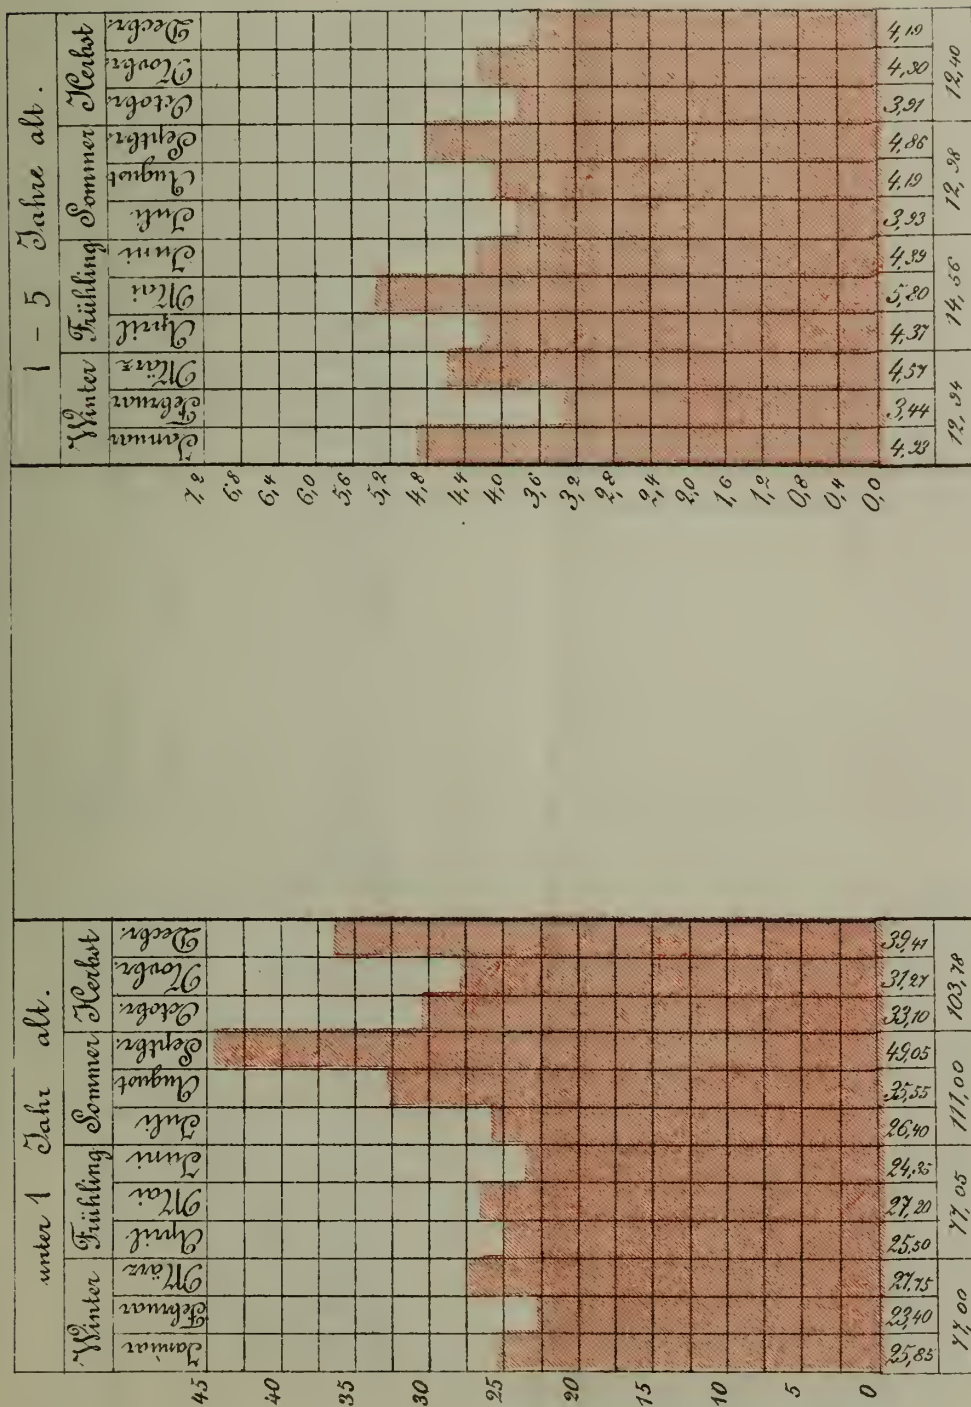 unter 1 Jahr alt.
Winter Frühling Sommer Herbst
Januar Februar März April Mai Juni Juli August Septbr. Octobr. Novbr. Decbr.
45
40
35
30
25
20
15
10
5
0
25,85 23,40 27,75 25,50 27,20 24,35 26,40 35,55 49,05 33,10 31,27 39,41
77,00 77,05 111,00 103,78
1 - 5 Jahre alt.
Winter Frühling Sommer Herbst
Januar Februar März April Mai Juni Juli August Septbr. Octobr. Novbr. Decbr.
7,2
6,8
6,4
6,0
5,6
5,2
4,8
4,4
4,0
3,6
3,2
2,8
2,4
2,0
1,6
1,2
0,8
0,4
0,0
4,93 3,44 4,57 4,37 5,80 4,39 3,93 4,19 4,86 3,91 4,30 4,19
12,94 14,56 12,98 12,40